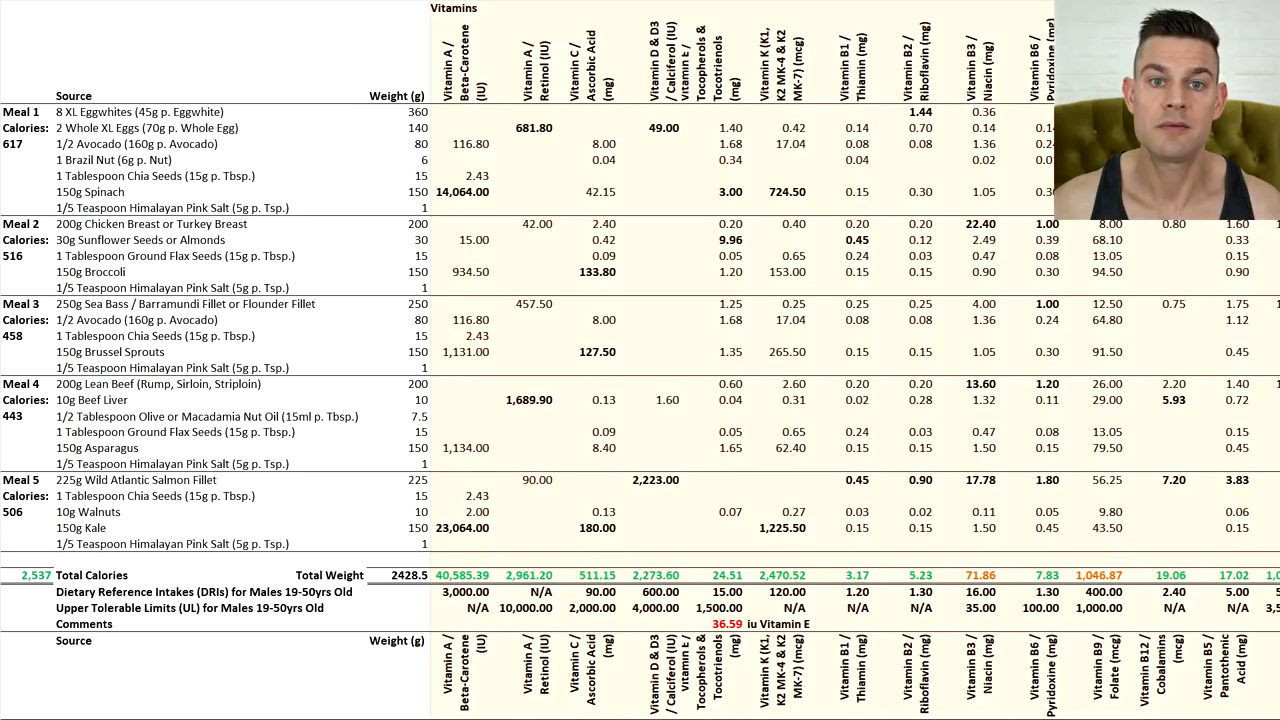 Vitamins
Source Weight (g) Vitamin A / Beta-Carotene (IU) Vitamin A / Retinol (IU) Vitamin C / Ascorbic Acid (mg) Vitamin D & D3 / Calciferol (IU) Vitamin E / Tocopherols & Tocotrienols (mg) Vitamin K (K1, K2 MK-4 & K2 MK-7) (mcg) Vitamin B1 / Thiamin (mg) Vitamin B2 / Riboflavin (mg) Vitamin B3 / Niacin (mg) Vitamin B6 / Pyridoxine (mg)
Meal 1 8 XL Eggwhites (45g p. Eggwhite) 360 1.44 0.36
Calories: 2 Whole XL Eggs (70g p. Whole Egg) 140 681.80 49.00 1.40 0.42 0.14 0.70 0.14
617 1/2 Avocado (160g p. Avocado) 80 116.80 8.00 1.68 17.04 0.08 0.08 1.36
1 Brazil Nut (6g p. Nut) 6 0.04 0.34 0.04 0.02
1 Tablespoon Chia Seeds (15g p. Tbsp.) 15 2.43
150g Spinach 150 14,064.00 42.15 3.00 724.50 0.15 0.30 1.05
1/5 Teaspoon Himalayan Pink Salt (5g p. Tsp.) 1
Meal 2 200g Chicken Breast or Turkey Breast 200 42.00 2.40 0.20 0.40 0.20 0.20 22.40 1.00 8.00 0.80 1.60
Calories: 30g Sunflower Seeds or Almonds 30 15.00 0.42 9.96 0.45 0.12 2.49 0.39 68.10 0.33
516 1 Tablespoon Ground Flax Seeds (15g p. Tbsp.) 15 0.09 0.05 0.65 0.24 0.03 0.47 0.08 13.05 0.15
150g Broccoli 150 934.50 133.80 1.20 153.00 0.15 0.15 0.90 0.30 94.50 0.90
1/5 Teaspoon Himalayan Pink Salt (5g p. Tsp.) 1
Meal 3 250g Sea Bass / Barramundi Fillet or Flounder Fillet 250 457.50 1.25 0.25 0.25 0.25 4.00 1.00 12.50 0.75 1.75
Calories: 1/2 Avocado (160g p. Avocado) 80 116.80 8.00 1.68 17.04 0.08 0.08 1.36 0.24 64.80 1.12
458 1 Tablespoon Chia Seeds (15g p. Tbsp.) 15 2.43
150g Brussel Sprouts 150 1,131.00 127.50 1.35 265.50 0.15 0.15 1.05 0.30 91.50 0.45
1/5 Teaspoon Himalayan Pink Salt (5g p. Tsp.) 1
Meal 4 200g Lean Beef (Rump, Sirloin, Striploin) 200 0.60 2.60 0.20 0.20 13.60 1.20 26.00 2.20 1.40
Calories: 10g Beef Liver 10 1,689.90 0.13 1.60 0.04 0.31 0.02 0.28 1.32 0.11 29.00 5.93 0.72
443 1/2 Tablespoon Olive or Macadamia Nut Oil (15ml p. Tbsp.) 7.5
1 Tablespoon Ground Flax Seeds (15g p. Tbsp.) 15 0.09 0.05 0.65 0.24 0.03 0.47 0.08 13.05 0.15
150g Asparagus 150 1,134.00 8.40 1.65 62.40 0.15 0.15 1.50 0.15 79.50 0.45
1/5 Teaspoon Himalayan Pink Salt (5g p. Tsp.) 1
Meal 5 225g Wild Atlantic Salmon Fillet 225 90.00 2,223.00 0.45 0.90 17.78 1.80 56.25 7.20 3.83
Calories: 1 Tablespoon Chia Seeds (15g p. Tbsp.) 15 2.43
506 10g Walnuts 10 2.00 0.13 0.07 0.27 0.03 0.02 0.11 0.05 9.80 0.06
150g Kale 150 23,064.00 180.00 1,225.50 0.15 0.15 1.50 0.45 43.50 0.15
1/5 Teaspoon Himalayan Pink Salt (5g p. Tsp.) 1
2,537 Total Calories Total Weight 2428.5 40,585.39 2,961.20 511.15 2,273.60 24.51 2,470.52 3.17 5.23 71.86 7.83 1,046.87 19.06 17.02
Dietary Reference Intakes (DRIs) for Males 19-50yrs Old 3,000.00 N/A 90.00 600.00 15.00 120.00 1.20 1.30 16.00 1.30 400.00 2.40 5.00
Upper Tolerable Limits (UL) for Males 19-50yrs Old N/A 10,000.00 2,000.00 4,000.00 1,500.00 N/A N/A N/A 35.00 100.00 1,000.00 N/A N/A
Comments 36.59 iu Vitamin E
Source Weight (g) Vitamin A / Beta-Carotene (IU) Vitamin A / Retinol (IU) Vitamin C / Ascorbic Acid (mg) Vitamin D & D3 / Calciferol (IU) Vitamin E / Tocopherols & Tocotrienols (mg) Vitamin K (K1, K2 MK-4 & K2 MK-7) (mcg) Vitamin B1 / Thiamin (mg) Vitamin B2 / Riboflavin (mg) Vitamin B3 / Niacin (mg) Vitamin B6 / Pyridoxine (mg) Vitamin B9 / Folate (mcg) Vitamin B12 / Cobalamins (mcg) Vitamin B5 / Pantothenic Acid (mg)